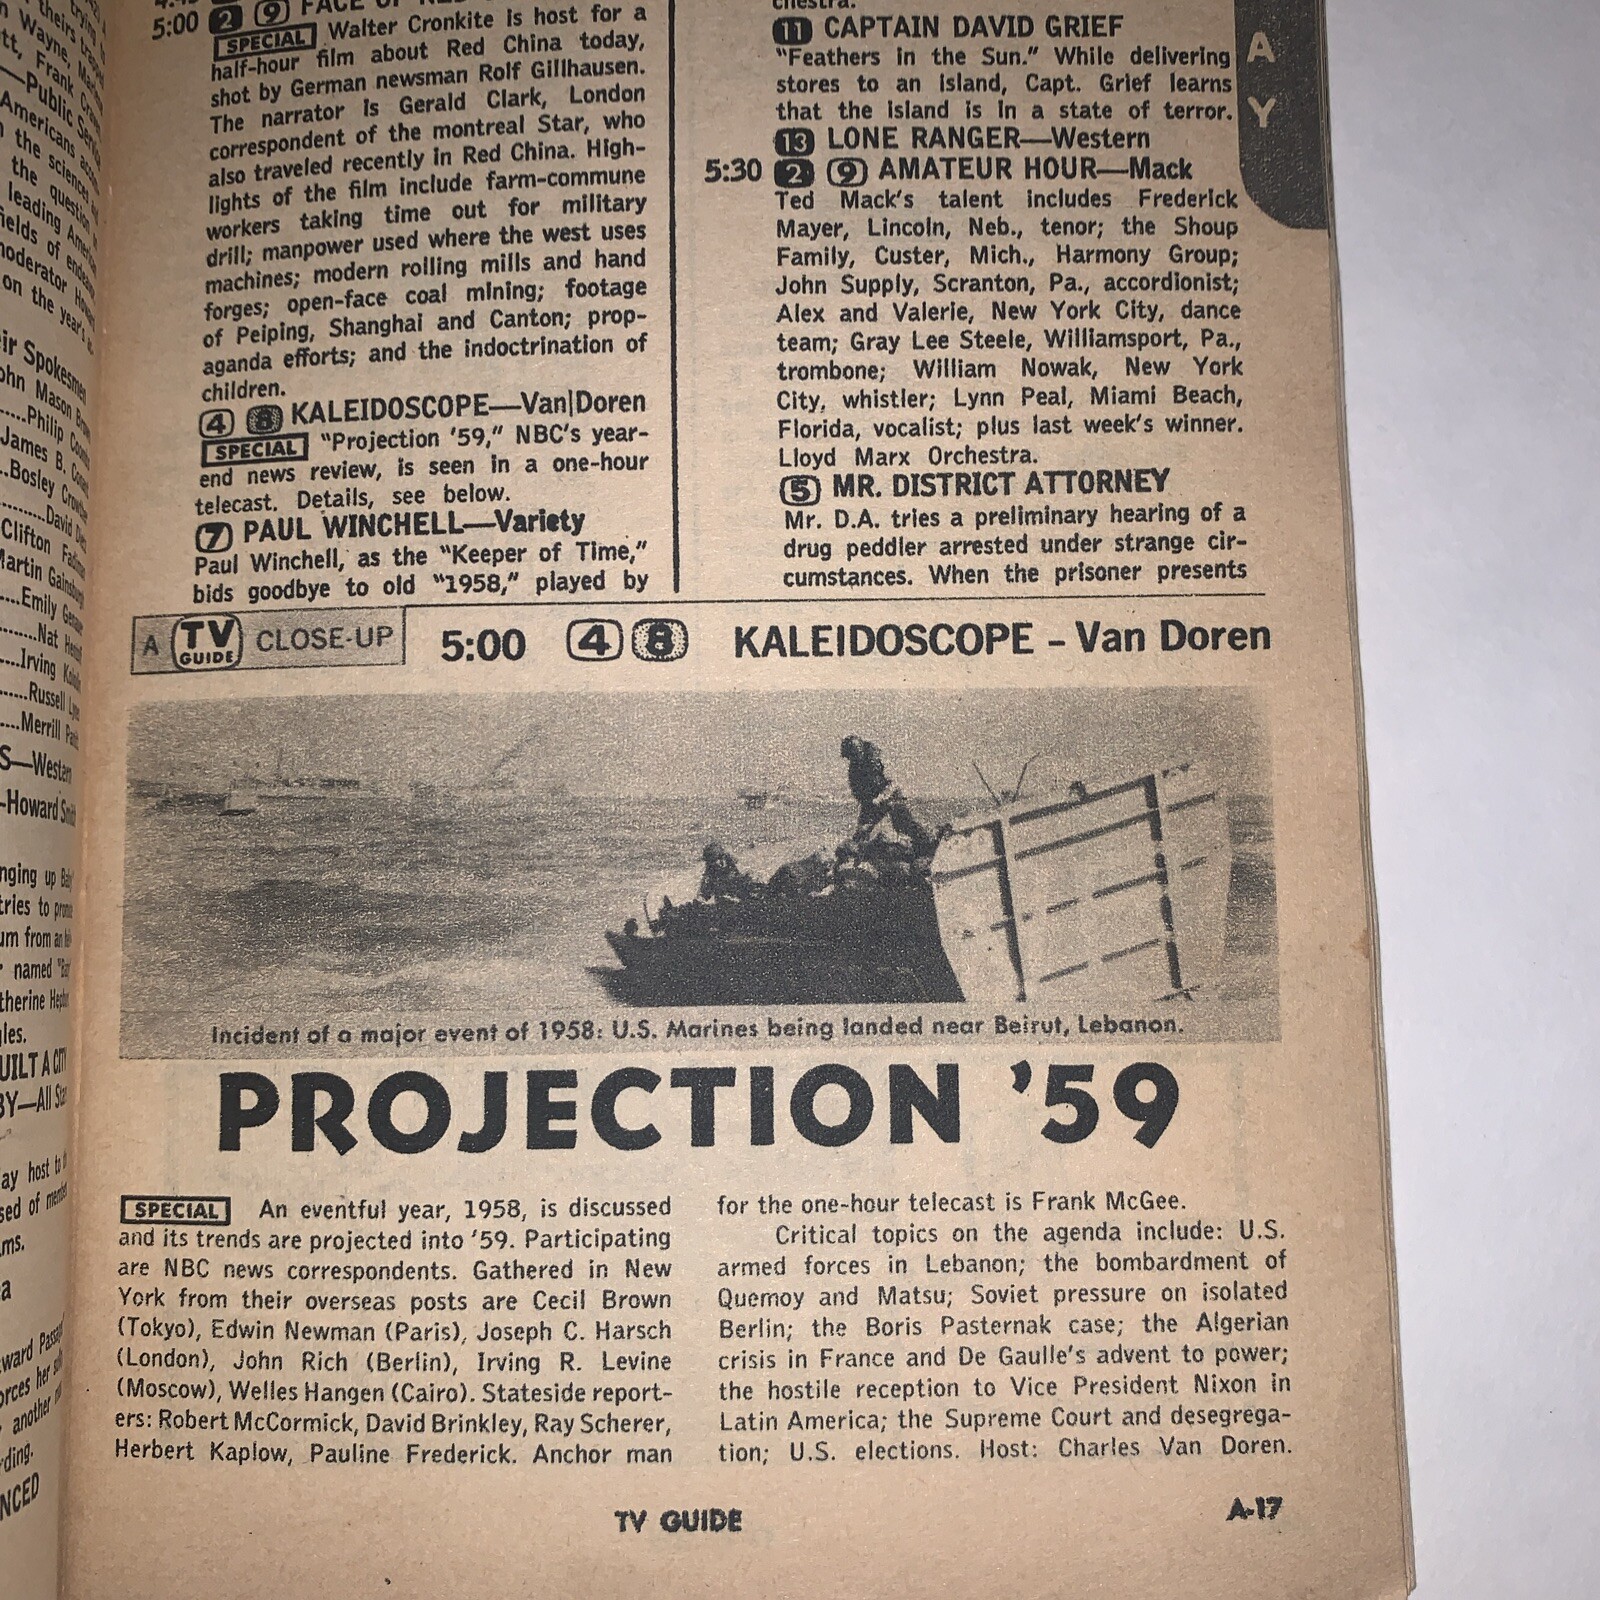 5:00 2 9 FACE OF RED
SPECIAL Walter Cronkite is host for a
half-hour film about Red China today,
shot by German newsman Rolf Gillhausen.
The narrator is Gerald Clark, London
correspondent of the montreal Star, who
also traveled recently in Red China. High-
lights of the film include farm-commune
workers taking time out for military
drill; manpower used where the west uses
machines; modern rolling mills and hand
forges; open-face coal mining; footage
of Peiping, Shanghai and Canton; prop-
aganda efforts; and the indoctrination of
children.
4 8 KALEIDOSCOPE—Van Doren
SPECIAL "Projection '59," NBC's year-
end news review, is seen in a one-hour
telecast. Details, see below.
7 PAUL WINCHELL—Variety
Paul Winchell, as the "Keeper of Time,"
bids goodbye to old "1958," played by
chestra.
11 CAPTAIN DAVID GRIEF
"Feathers in the Sun." While delivering
stores to an island, Capt. Grief learns
that the island is in a state of terror.
13 LONE RANGER—Western
5:30 2 9 AMATEUR HOUR—Mack
Ted Mack's talent includes Frederick
Mayer, Lincoln, Neb., tenor; the Shoup
Family, Custer, Mich., Harmony Group;
John Supply, Scranton, Pa., accordionist;
Alex and Valerie, New York City, dance
team; Gray Lee Steele, Williamsport, Pa.,
trombone; William Nowak, New York
City, whistler; Lynn Peal, Miami Beach,
Florida, vocalist; plus last week's winner.
Lloyd Marx Orchestra.
5 MR. DISTRICT ATTORNEY
Mr. D.A. tries a preliminary hearing of a
drug peddler arrested under strange cir-
cumstances. When the prisoner presents
A
Y
A TV GUIDE CLOSE-UP 5:00 4 8 KALEIDOSCOPE - Van Doren
Incident of a major event of 1958: U.S. Marines being landed near Beirut, Lebanon.
PROJECTION '59
SPECIAL An eventful year, 1958, is discussed
and its trends are projected into '59. Participating
are NBC news correspondents. Gathered in New
York from their overseas posts are Cecil Brown
(Tokyo), Edwin Newman (Paris), Joseph C. Harsch
(London), John Rich (Berlin), Irving R. Levine
(Moscow), Welles Hangen (Cairo). Stateside report-
ers: Robert McCormick, David Brinkley, Ray Scherer,
Herbert Kaplow, Pauline Frederick. Anchor man
for the one-hour telecast is Frank McGee.
Critical topics on the agenda include: U.S.
armed forces in Lebanon; the bombardment of
Quemoy and Matsu; Soviet pressure on isolated
Berlin; the Boris Pasternak case; the Algerian
crisis in France and De Gaulle's advent to power;
the hostile reception to Vice President Nixon in
Latin America; the Supreme Court and desegrega-
tion; U.S. elections. Host: Charles Van Doren.
TV GUIDE
A-17